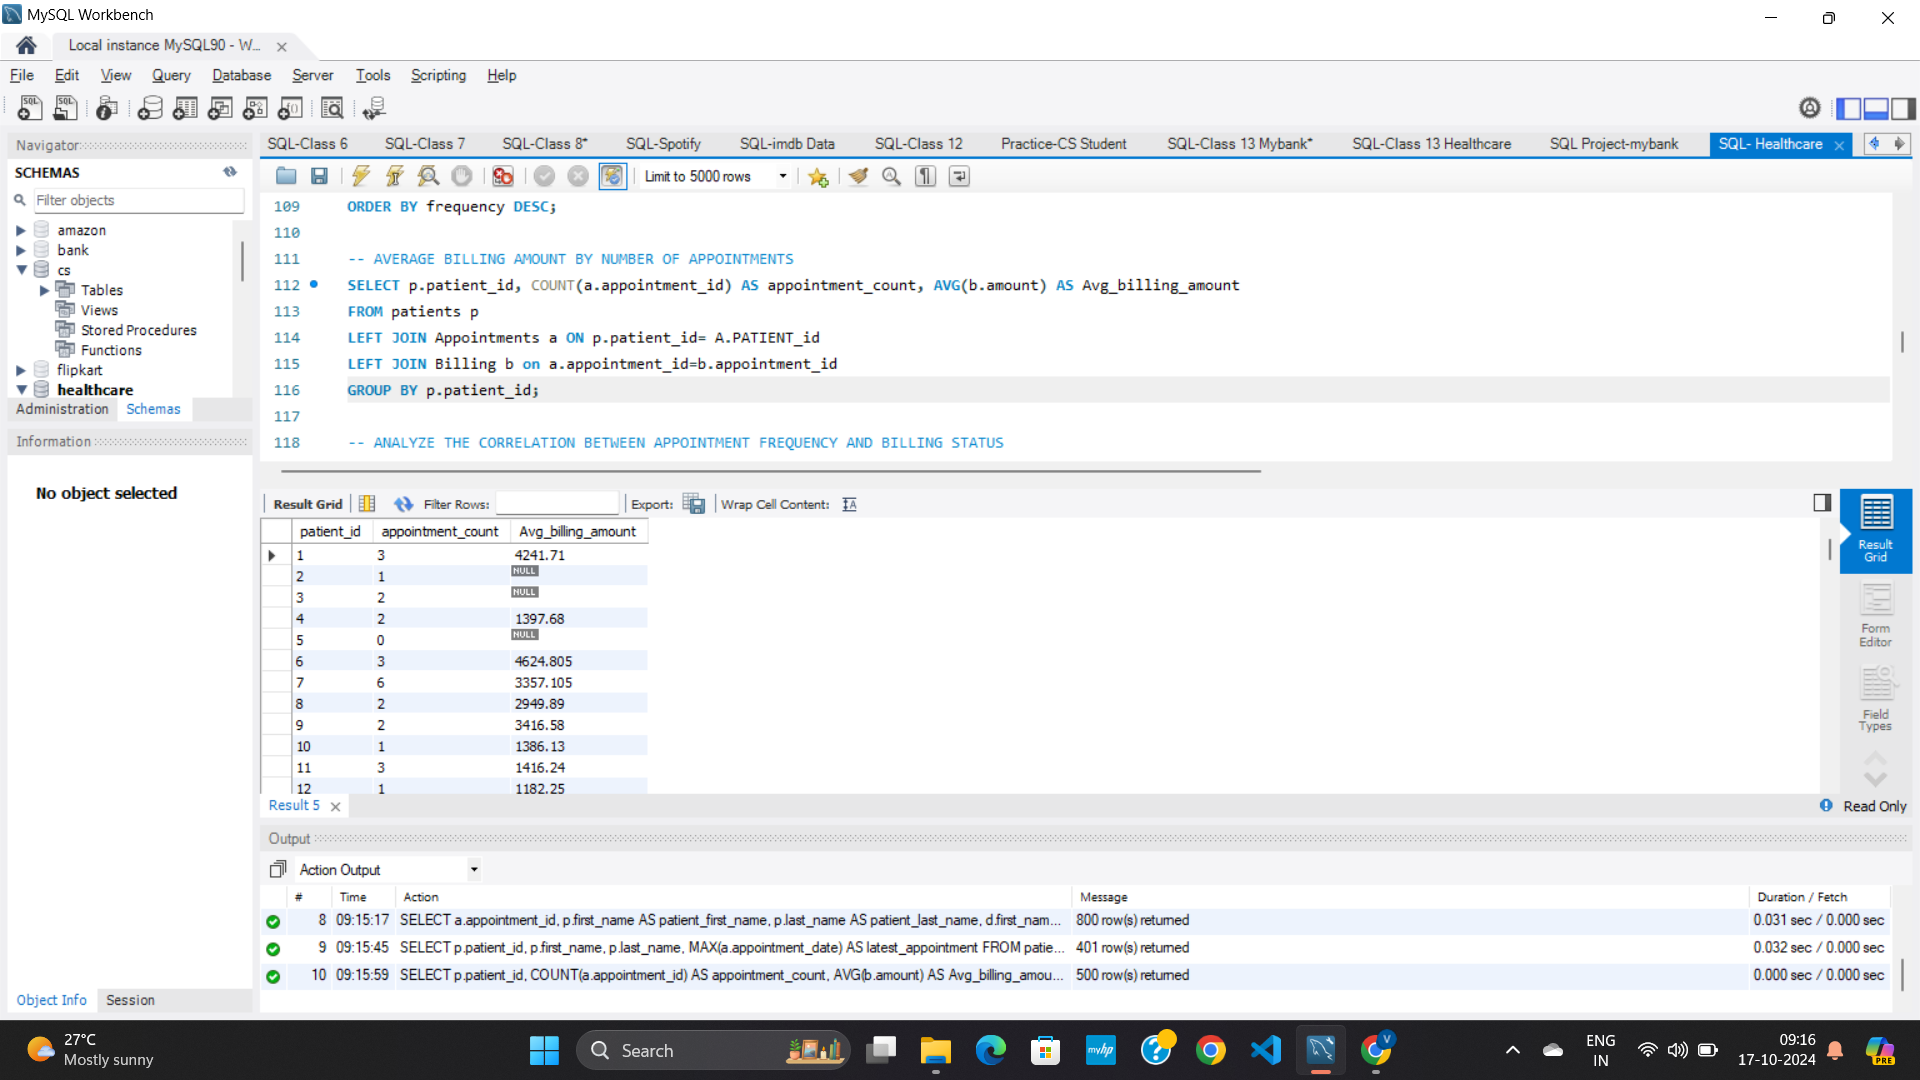 MySQL Workbench
Local instance MySQL90 - W...
File Edit View Query Database Server Tools Scripting Help
Navigator
SCHEMAS
Filter objects
amazon
bank
cs
Tables
Views
Stored Procedures
Functions
flipkart
healthcare
Administration Schemas
Information
No object selected
Object Info Session
SQL-Class 6 SQL-Class 7 SQL-Class 8* SQL-Spotify SQL-imdb Data SQL-Class 12 Practice-CS Student SQL-Class 13 Mybank* SQL-Class 13 Healthcare SQL Project-mybank SQL- Healthcare
Limit to 5000 rows
109 ORDER BY frequency DESC;
110
111 -- AVERAGE BILLING AMOUNT BY NUMBER OF APPOINTMENTS
112 SELECT p.patient_id, COUNT(a.appointment_id) AS appointment_count, AVG(b.amount) AS Avg_billing_amount
113 FROM patients p
114 LEFT JOIN Appointments a ON p.patient_id= A.PATIENT_id
115 LEFT JOIN Billing b on a.appointment_id=b.appointment_id
116 GROUP BY p.patient_id;
117
118 -- ANALYZE THE CORRELATION BETWEEN APPOINTMENT FREQUENCY AND BILLING STATUS
Result Grid Filter Rows: Export: Wrap Cell Content:
patient_id appointment_count Avg_billing_amount
1 3 4241.71
2 1 NULL
3 2 NULL
4 2 1397.68
5 0 NULL
6 3 4624.805
7 6 3357.105
8 2 2949.89
9 2 3416.58
10 1 1386.13
11 3 1416.24
12 1 1182.25
Result Grid
Form Editor
Field Types
Result 5
Read Only
Output
Action Output
# Time Action Message Duration / Fetch
8 09:15:17 SELECT a.appointment_id, p.first_name AS patient_first_name, p.last_name AS patient_last_name, d.first_nam... 800 row(s) returned 0.031 sec / 0.000 sec
9 09:15:45 SELECT p.patient_id, p.first_name, p.last_name, MAX(a.appointment_date) AS latest_appointment FROM patie... 401 row(s) returned 0.032 sec / 0.000 sec
10 09:15:59 SELECT p.patient_id, COUNT(a.appointment_id) AS appointment_count, AVG(b.amount) AS Avg_billing_amou... 500 row(s) returned 0.000 sec / 0.000 sec
27°C
Mostly sunny
Search
myhp
V
ENG
IN
09:16
17-10-2024
PRE